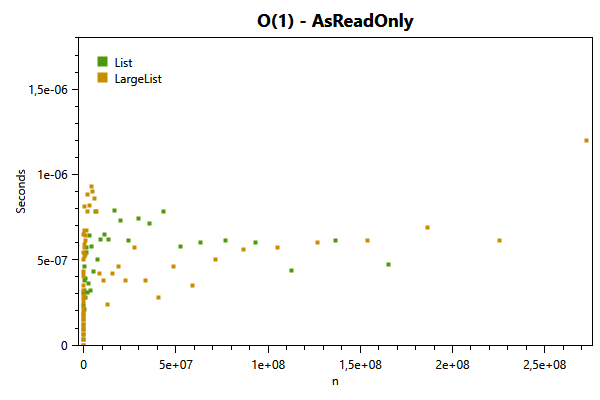 O(1) - AsReadOnly
List
LargeList
1,5e-06
1e-06
5e-07
0
Seconds
0 5e+07 1e+08 1,5e+08 2e+08 2,5e+08
n